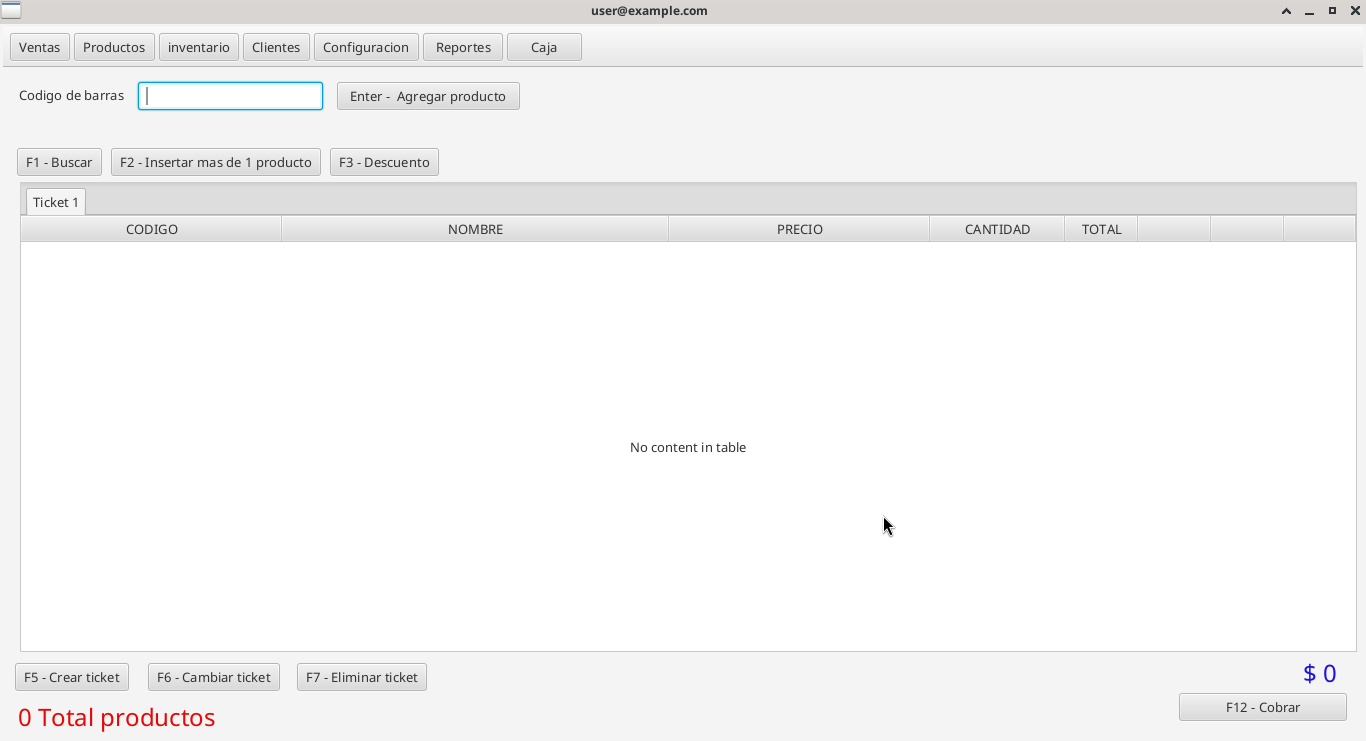 user@example.com
Ventas Productos inventario Clientes Configuracion Reportes Caja
Codigo de barras Enter - Agregar producto
F1 - Buscar F2 - Insertar mas de 1 producto F3 - Descuento
Ticket 1
CODIGO NOMBRE PRECIO CANTIDAD TOTAL
No content in table
F5 - Crear ticket F6 - Cambiar ticket F7 - Eliminar ticket $ 0
0 Total productos F12 - Cobrar